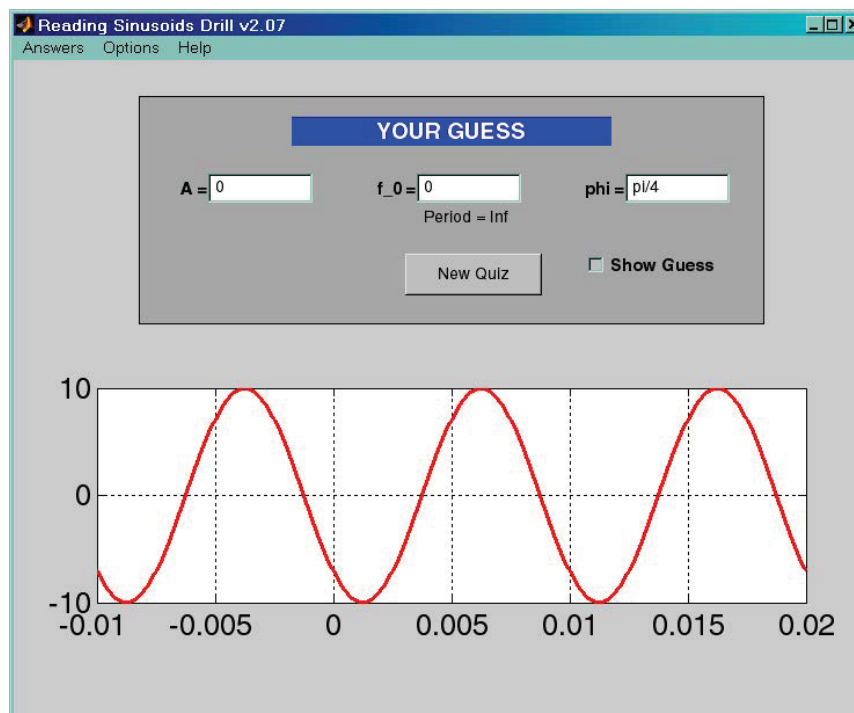 Reading Sinusoids Drill v2.07
Answers Options Help
YOUR GUESS
A = 0 f_0 = 0 phi = pi/4
Period = Inf
New Quiz Show Guess
10
0
-10
-0.01 -0.005 0 0.005 0.01 0.015 0.02